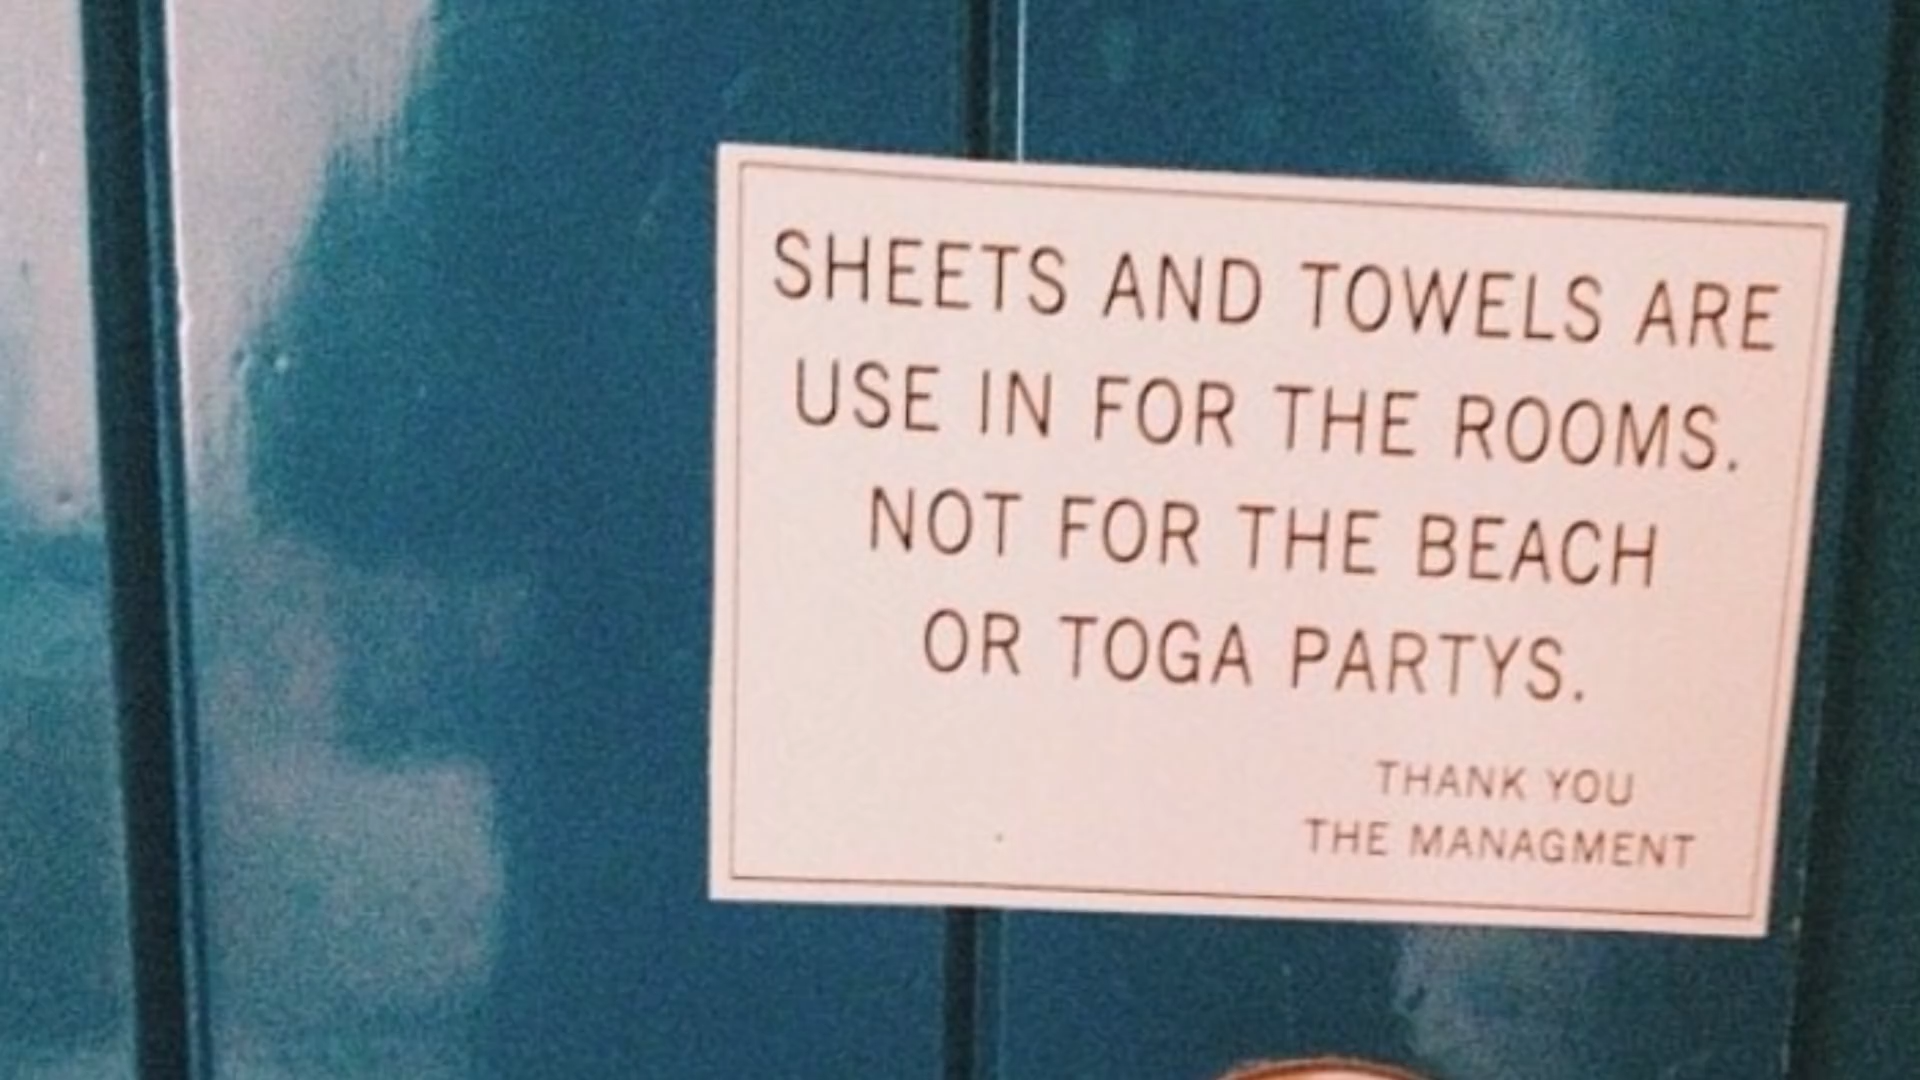 SHEETS AND TOWELS ARE
USE IN FOR THE ROOMS.
NOT FOR THE BEACH
OR TOGA PARTYS.
THANK YOU
THE MANAGMENT